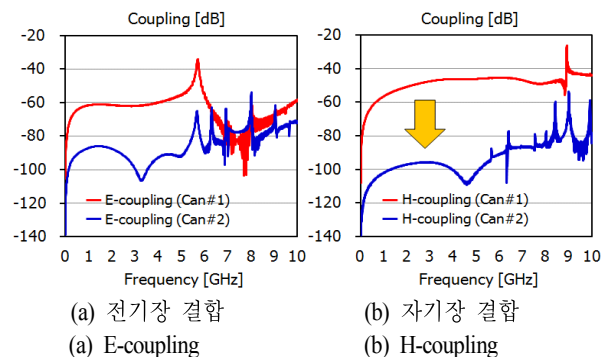 Coupling [dB]
-20
-40
-60
-80
-100
-120
-140
E-coupling (Can#1)
E-coupling (Can#2)
0 1 2 3 4 5 6 7 8 9 10
Frequency [GHz]
(a) 전기장 결합
(a) E-coupling
Coupling [dB]
-20
-40
-60
-80
-100
-120
-140
H-coupling (Can#1)
H-coupling (Can#2)
0 1 2 3 4 5 6 7 8 9 10
Frequency [GHz]
(b) 자기장 결합
(b) H-coupling